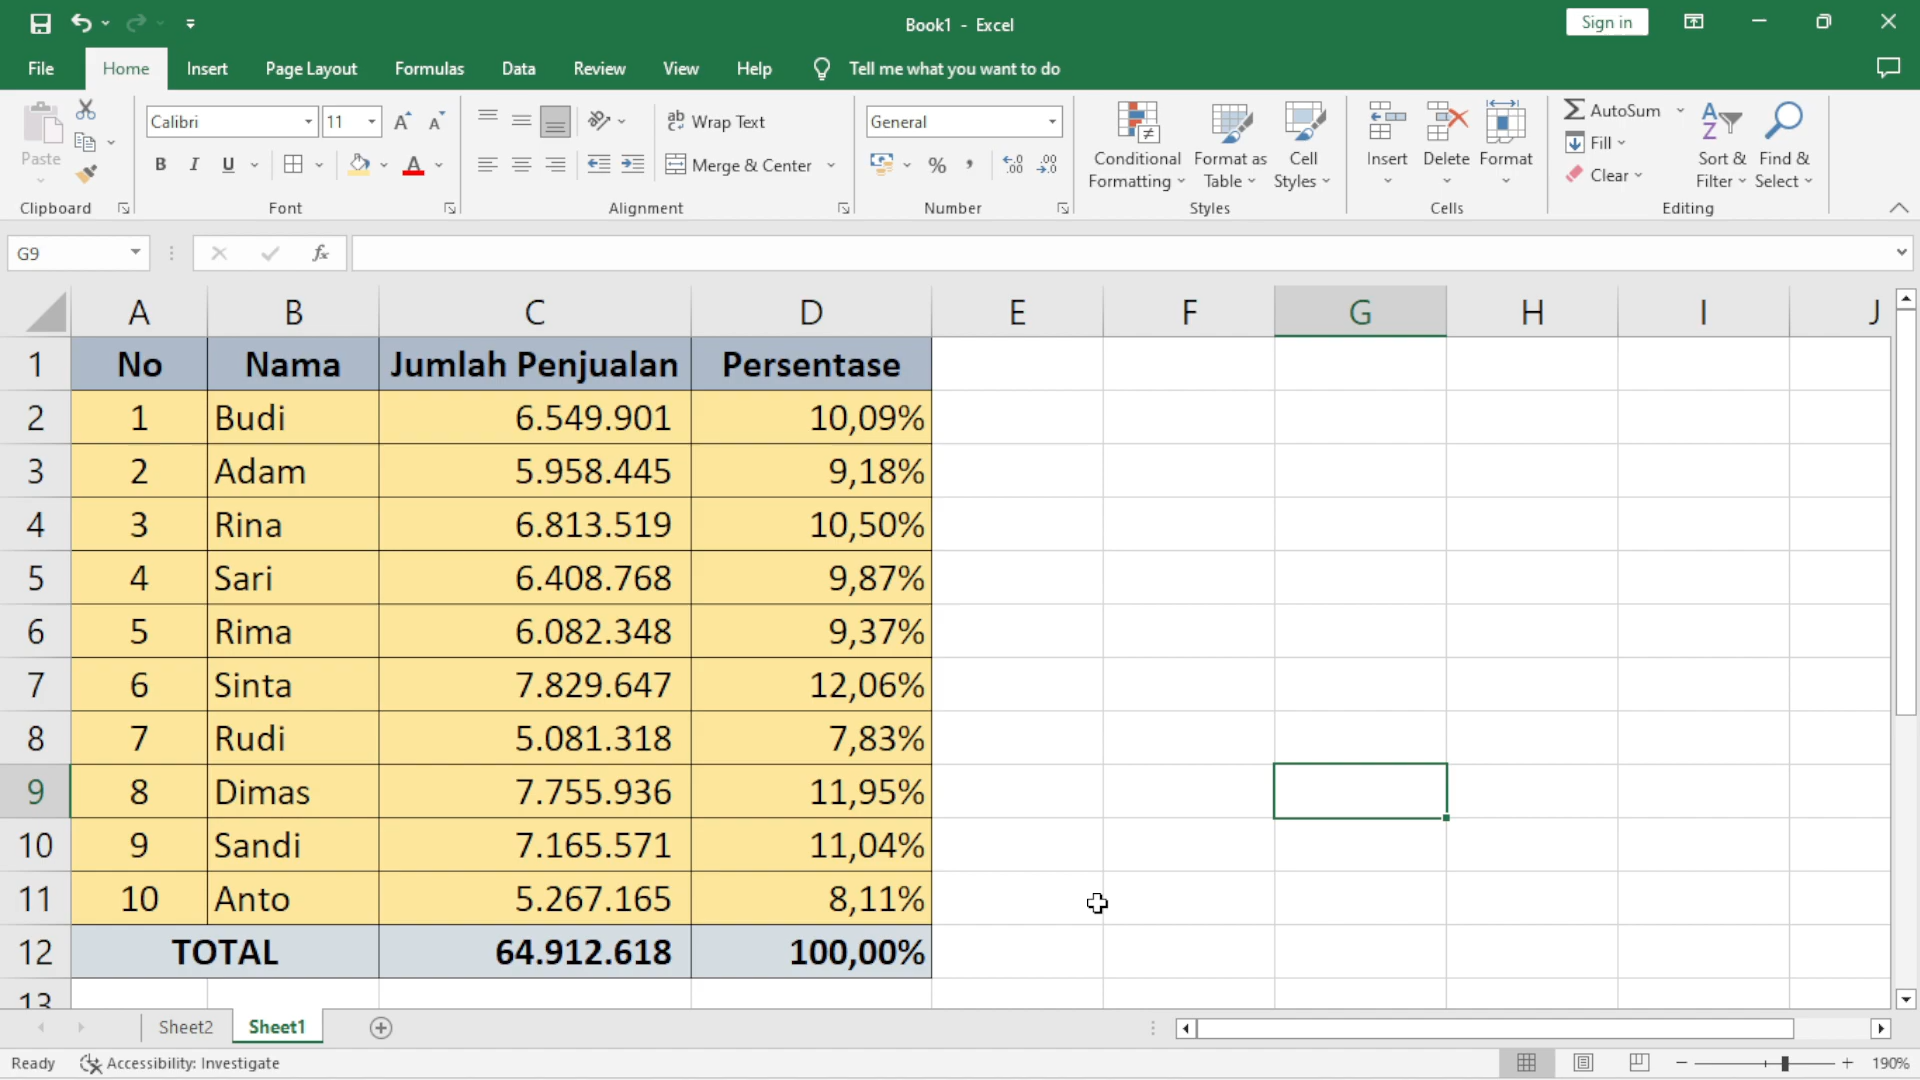 Book1 - Excel
Sign in
File Home Insert Page Layout Formulas Data Review View Help Tell me what you want to do
Paste
Clipboard
Calibri 11
B I U A
Font
ab Wrap Text
Merge & Center
Alignment
General
%
Number
Conditional Formatting
Format as Table
Cell Styles
Styles
Insert Delete Format
Cells
AutoSum
Fill
Clear
Sort & Filter
Find & Select
Editing
G9 fx
A B C D E F G H I J
1 No Nama Jumlah Penjualan Persentase
2 1 Budi 6.549.901 10,09%
3 2 Adam 5.958.445 9,18%
4 3 Rina 6.813.519 10,50%
5 4 Sari 6.408.768 9,87%
6 5 Rima 6.082.348 9,37%
7 6 Sinta 7.829.647 12,06%
8 7 Rudi 5.081.318 7,83%
9 8 Dimas 7.755.936 11,95%
10 9 Sandi 7.165.571 11,04%
11 10 Anto 5.267.165 8,11%
12 TOTAL 64.912.618 100,00%
13
Sheet2 Sheet1
Ready Accessibility: Investigate 190%